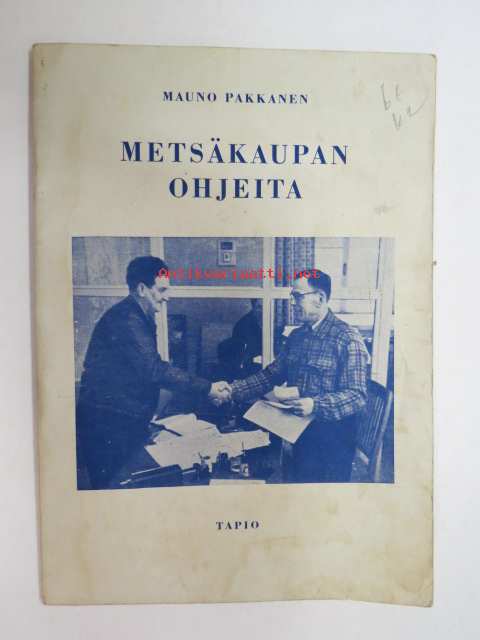 MAUNO PAKKANEN
METSÄKAUPAN
OHJEITA
Antikvariaatti.net
TAPIO